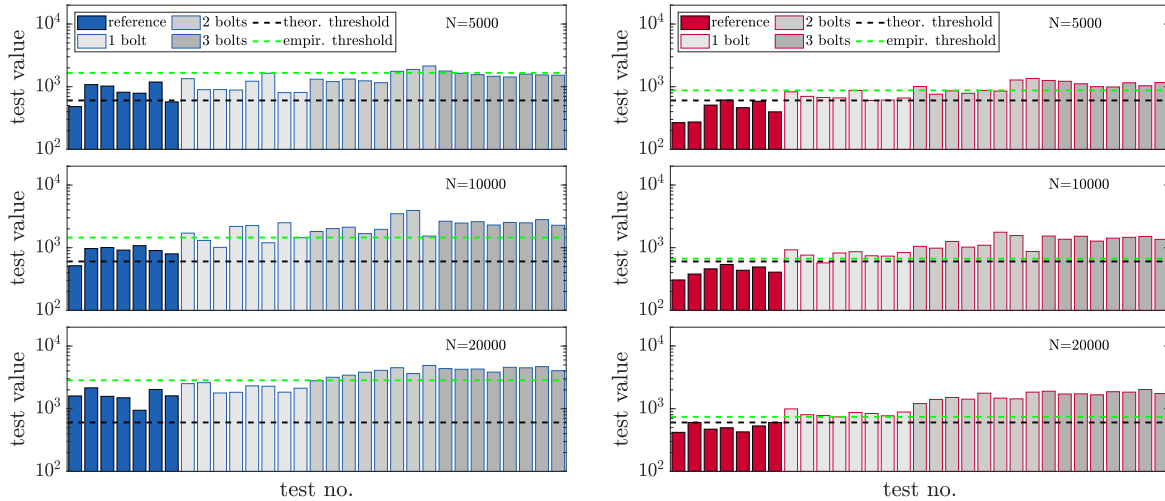 reference 2 bolts theor. threshold N=5000
1 bolt 3 bolts empir. threshold
test value
10^4
10^3
10^2
N=10000
test value
10^4
10^3
10^2
N=20000
test value
10^4
10^3
10^2
test no.
reference 2 bolts theor. threshold N=5000
1 bolt 3 bolts empir. threshold
test value
10^4
10^3
10^2
N=10000
test value
10^4
10^3
10^2
N=20000
test value
10^4
10^3
10^2
test no.